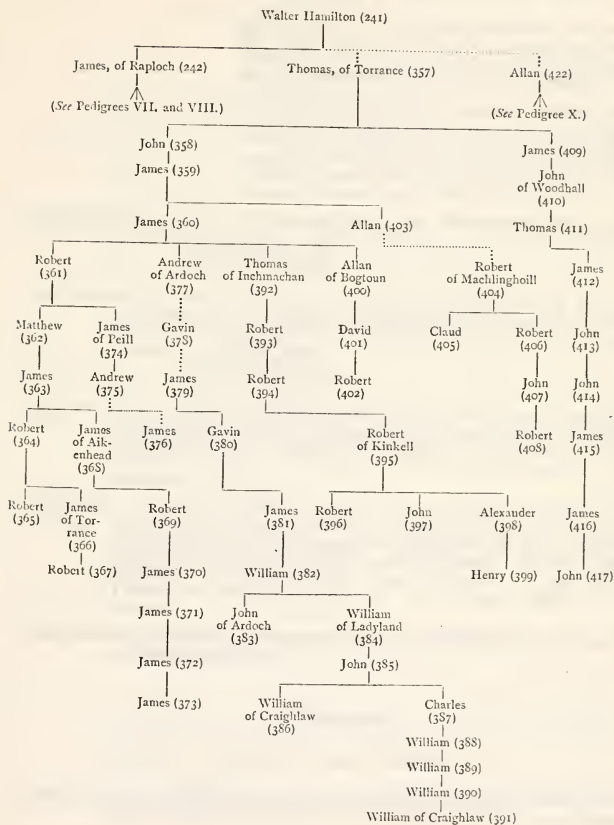 Walter Hamilton (241)
James, of Raploch (242)
Thomas, of Torrance (357)
Allan (422)
(See Pedigrees VII. and VIII.)
(See Pedigree X.)
John (358)
James (409)
James (359)
John
of Woodhall
(410)
James (360)
Allan (403)
Thomas (411)
Robert
(361)
Andrew
of Ardoch
(377)
Thomas
of Inchmachan
(392)
Allan
of Bogtoun
(400)
Robert
of Machlinghoill
(404)
James
(412)
Matthew
(362)
James
of Peill
(374)
Gavin
(378)
Robert
(393)
David
(401)
Claud
(405)
Robert
(406)
John
(413)
James
(363)
Andrew
(375)
James
(379)
Robert
(394)
Robert
(402)
John
(407)
John
(414)
Robert
(364)
James
of Aik-
enhead
(368)
James
(376)
Gavin
(380)
Robert
of Kinkell
(395)
Robert
(408)
James
(415)
Robert
(365)
James
of Tor-
rance
(366)
Robert
(369)
James
(381)
Robert
(396)
John
(397)
Alexander
(398)
James
(416)
Robert (367)
James (370)
William (382)
Henry (399)
John (417)
James (371)
John
of Ardoch
(383)
William
of Ladyland
(384)
James (372)
John (385)
James (373)
William
of Craighlaw
(386)
Charles
(387)
William (388)
William (389)
William (390)
William of Craighlaw (391)